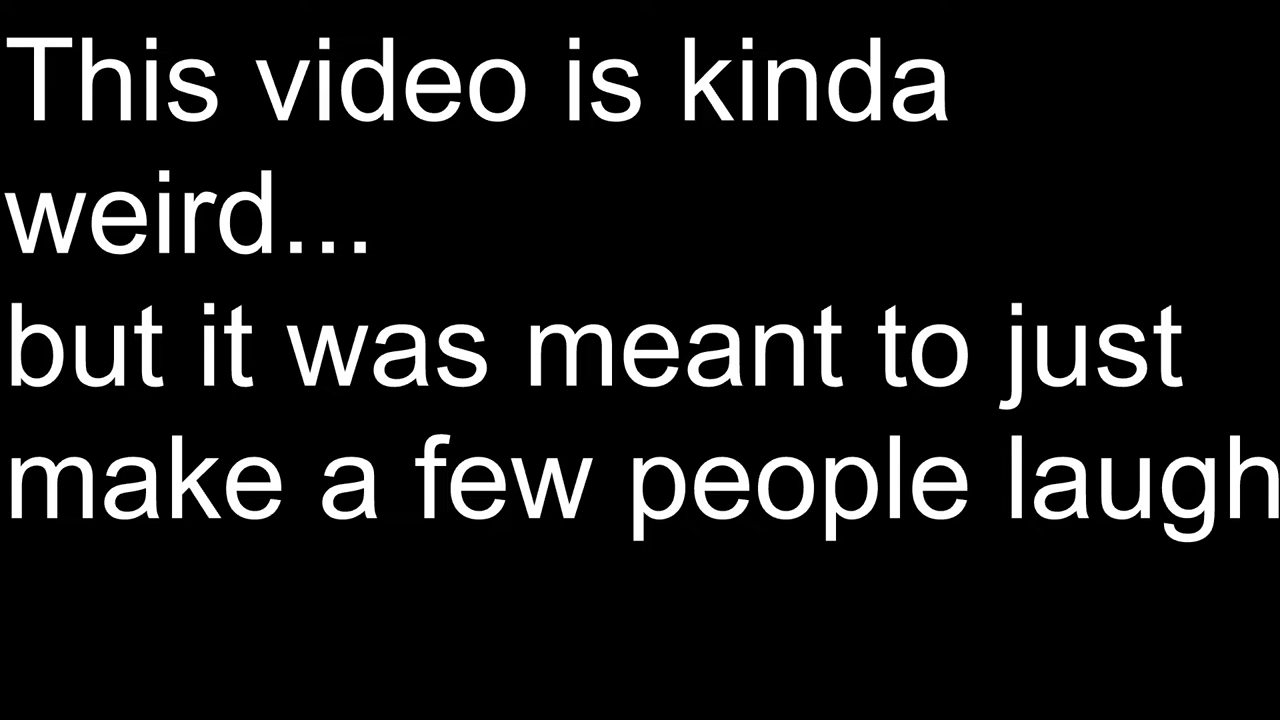 This video is kinda
weird...
but it was meant to just
make a few people laugh